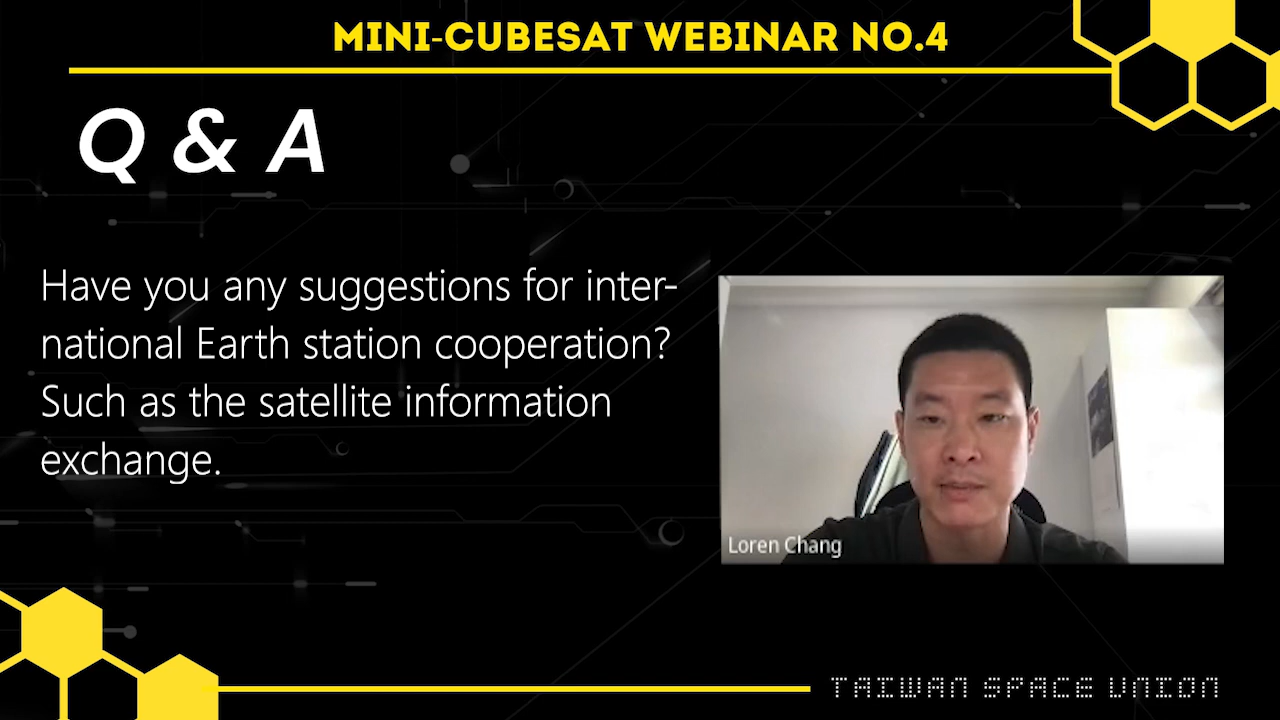 MINI-CUBESAT WEBINAR NO.4
Q & A
Have you any suggestions for inter-
national Earth station cooperation?
Such as the satellite information
exchange.
Loren Chang
TAIWAN SPACE UNION